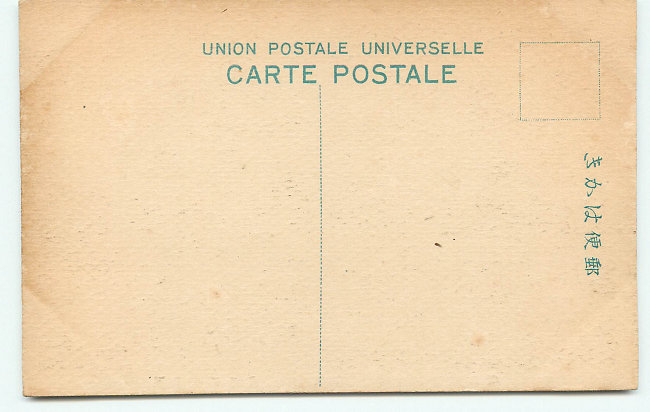 UNION POSTALE UNIVERSELLE
CARTE POSTALE
郵便はかき